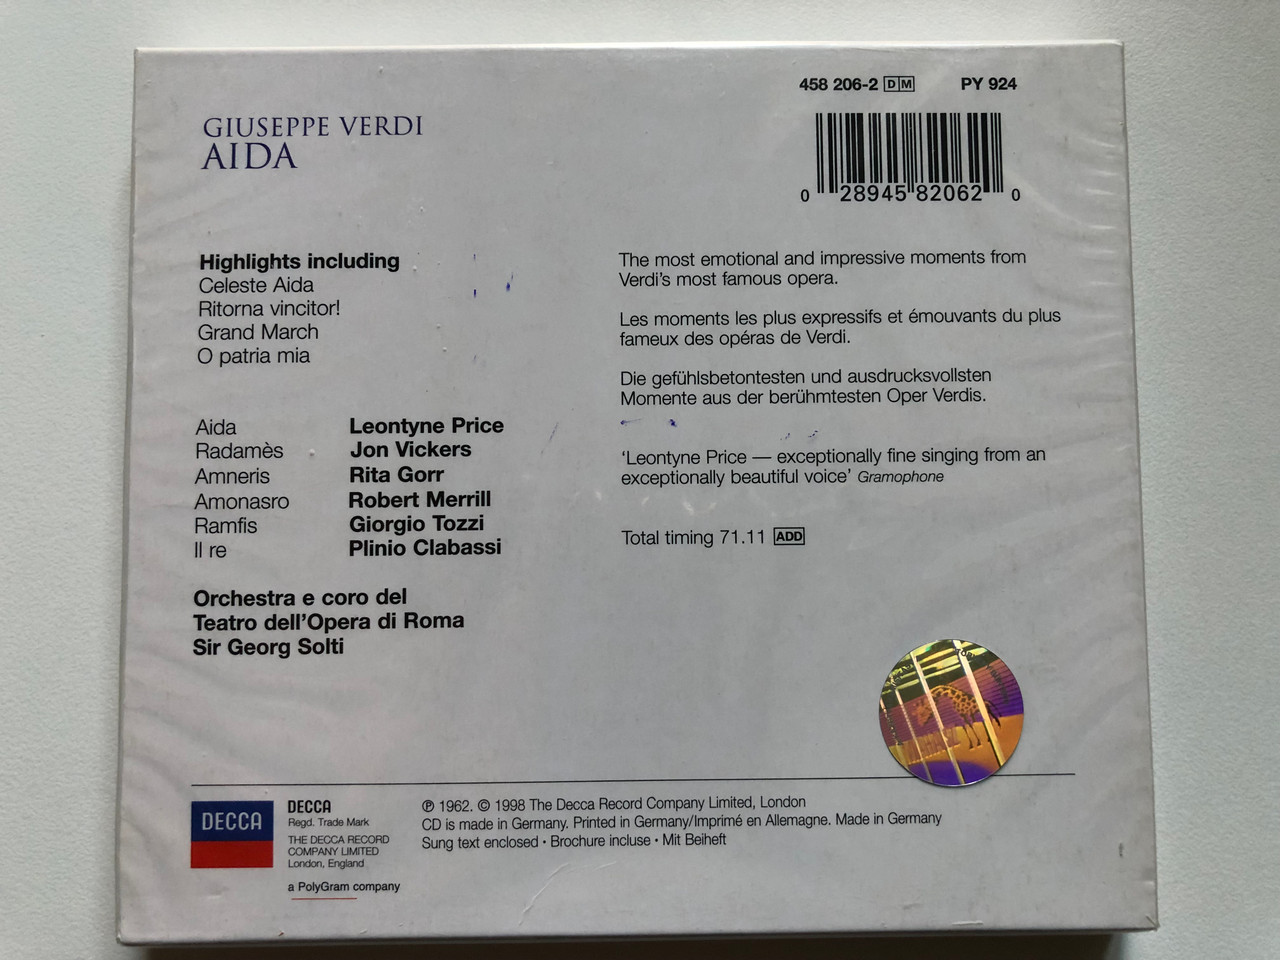 458 206-2 DM PY 924
GIUSEPPE VERDI
AIDA
0 28945 82062 0
Highlights including
Celeste Aida
Ritorna vincitor!
Grand March
O patria mia
Aida Leontyne Price
Radamès Jon Vickers
Amneris Rita Gorr
Amonasro Robert Merrill
Ramfis Giorgio Tozzi
Il re Plinio Clabassi
Orchestra e coro del
Teatro dell'Opera di Roma
Sir Georg Solti
The most emotional and impressive moments from
Verdi's most famous opera.
Les moments les plus expressifs et émouvants du plus
fameux des opéras de Verdi.
Die gefühlsbetontesten und ausdrucksvollsten
Momente aus der berühmtesten Oper Verdis.
‘Leontyne Price — exceptionally fine singing from an
exceptionally beautiful voice’ Gramophone
Total timing 71.11 ADD
DECCA
DECCA
Regd. Trade Mark
THE DECCA RECORD
COMPANY LIMITED
London, England
a PolyGram company
℗ 1962. © 1998 The Decca Record Company Limited, London
CD is made in Germany. Printed in Germany/Imprimé en Allemagne. Made in Germany
Sung text enclosed • Brochure incluse • Mit Beiheft